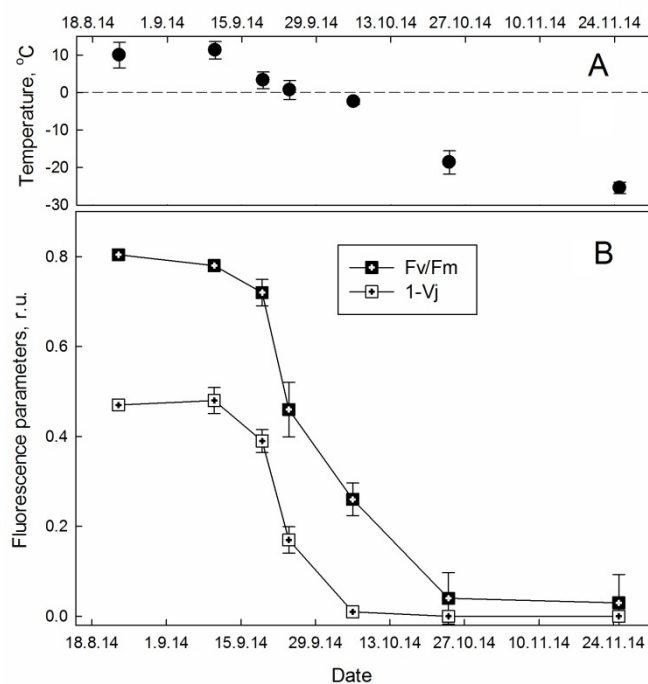 18.8.14 1.9.14 15.9.14 29.9.14 13.10.14 27.10.14 10.11.14 24.11.14
Temperature, °C
10
0
-10
-20
-30
A
Fluorescence parameters, r.u.
0.8
0.6
0.4
0.2
0.0
Fv/Fm
1-Vj
B
18.8.14 1.9.14 15.9.14 29.9.14 13.10.14 27.10.14 10.11.14 24.11.14
Date